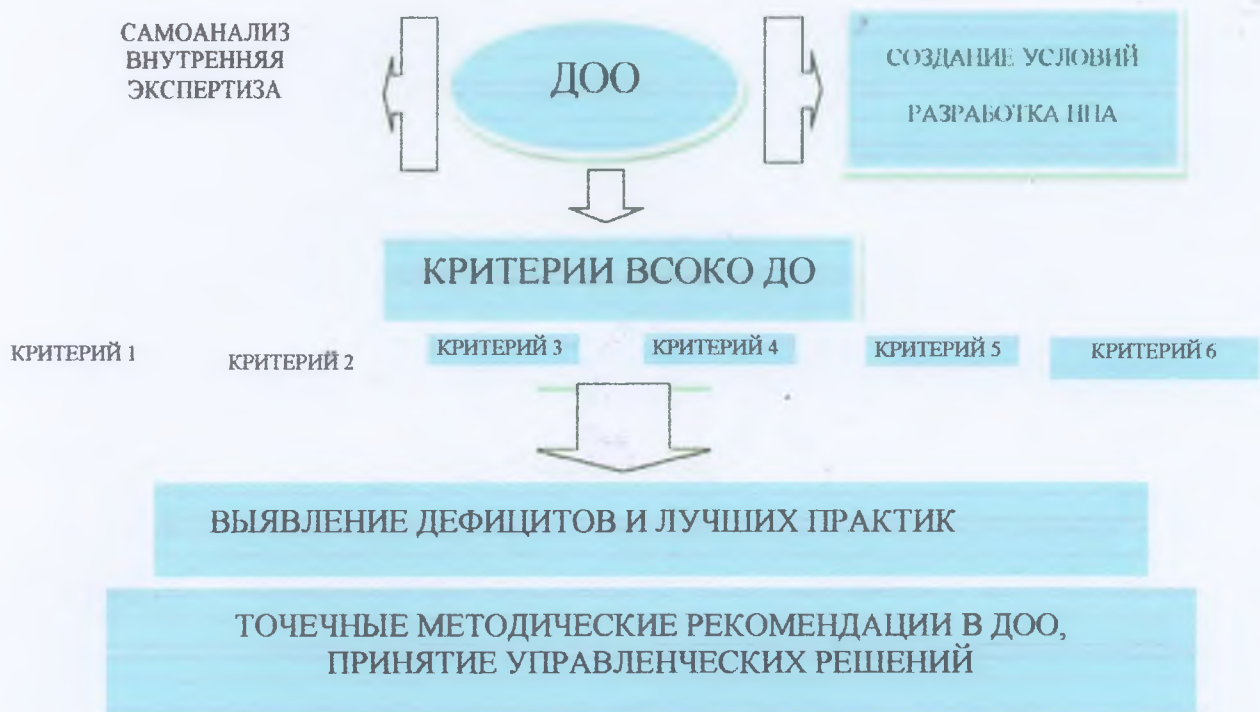 САМОАНАЛИЗ
ВНУТРЕННЯЯ
ЭКСПЕРТИЗА
ДОО
СОЗДАНИЕ УСЛОВИЙ
РАЗРАБОТКА НПА
КРИТЕРИИ ВСОКО ДО
КРИТЕРИЙ 1
КРИТЕРИЙ 2
КРИТЕРИЙ 3
КРИТЕРИЙ 4
КРИТЕРИЙ 5
КРИТЕРИЙ 6
ВЫЯВЛЕНИЕ ДЕФИЦИТОВ И ЛУЧШИХ ПРАКТИК
ТОЧЕЧНЫЕ МЕТОДИЧЕСКИЕ РЕКОМЕНДАЦИИ В ДОО,
ПРИНЯТИЕ УПРАВЛЕНЧЕСКИХ РЕШЕНИЙ